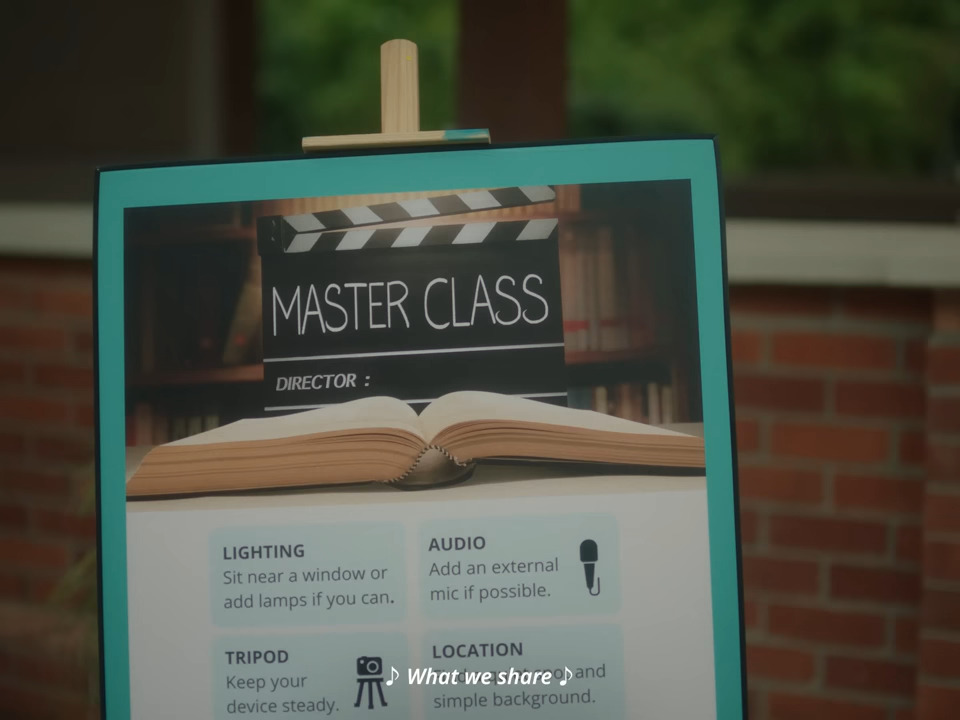 MASTER CLASS
DIRECTOR :
LIGHTING
Sit near a window or
add lamps if you can.
AUDIO
Add an external
mic if possible.
TRIPOD
Keep your
device steady.
LOCATION
and
simple background.
♪ What we share ♪